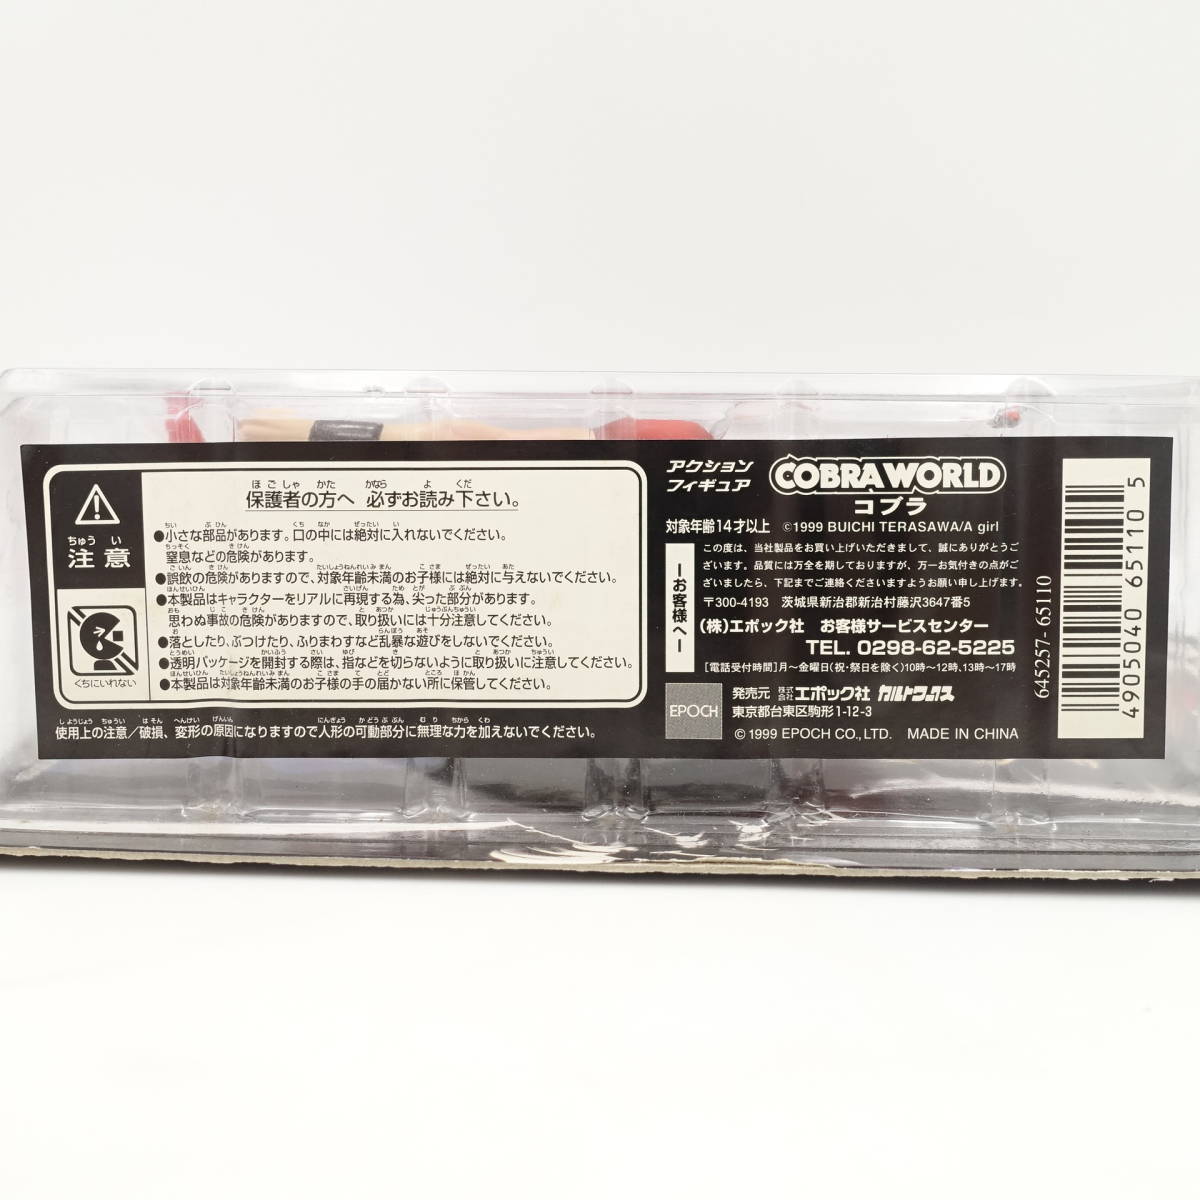 注意
くちにいれない
保護者の方へ 必ずお読み下さい。
●小さな部品があります。口の中には絶対に入れないでください。
窒息などの危険があります。
●誤飲の危険がありますので、対象年齢未満のお子様には絶対に与えないでください。
●本製品はキャラクターをリアルに再現する為、尖った部分があります。
思わぬ事故の危険がありますので、取り扱いには十分注意してください。
●落としたり、ぶつけたり、ふりまわすなど乱暴な遊びをしないでください。
●透明パッケージを開封する際は、指などを切らないように取り扱いに注意してください。
●本製品は対象年齢未満のお子様の手の届かない所に保管してください。
使用上の注意／破損、変形の原因になりますので人形の可動部分に無理な力を加えないでください。
アクション
フィギュア
COBRA WORLD
コブラ
対象年齢14才以上 ©1999 BUICHI TERASAWA/A girl
ーお客様へー
この度は、当社製品をお買い上げいただきまして、誠にありがとうご
ざいます。品質には万全を期しておりますが、万一お気付きの点がご
ざいましたら、下記までご連絡くださいますようお願い申し上げます。
〒300-4193 茨城県新治郡新治村藤沢3647番5
(株)エポック社 お客様サービスセンター
TEL. 0298-62-5225
[電話受付時間]月〜金曜日(祝・祭日を除く)10時〜12時、13時〜17時
EPOCH
発売元 株式会社 エポック社 カルトラックス
東京都台東区駒形1-12-3
© 1999 EPOCH CO., LTD. MADE IN CHINA
645257-65110
4905040651105